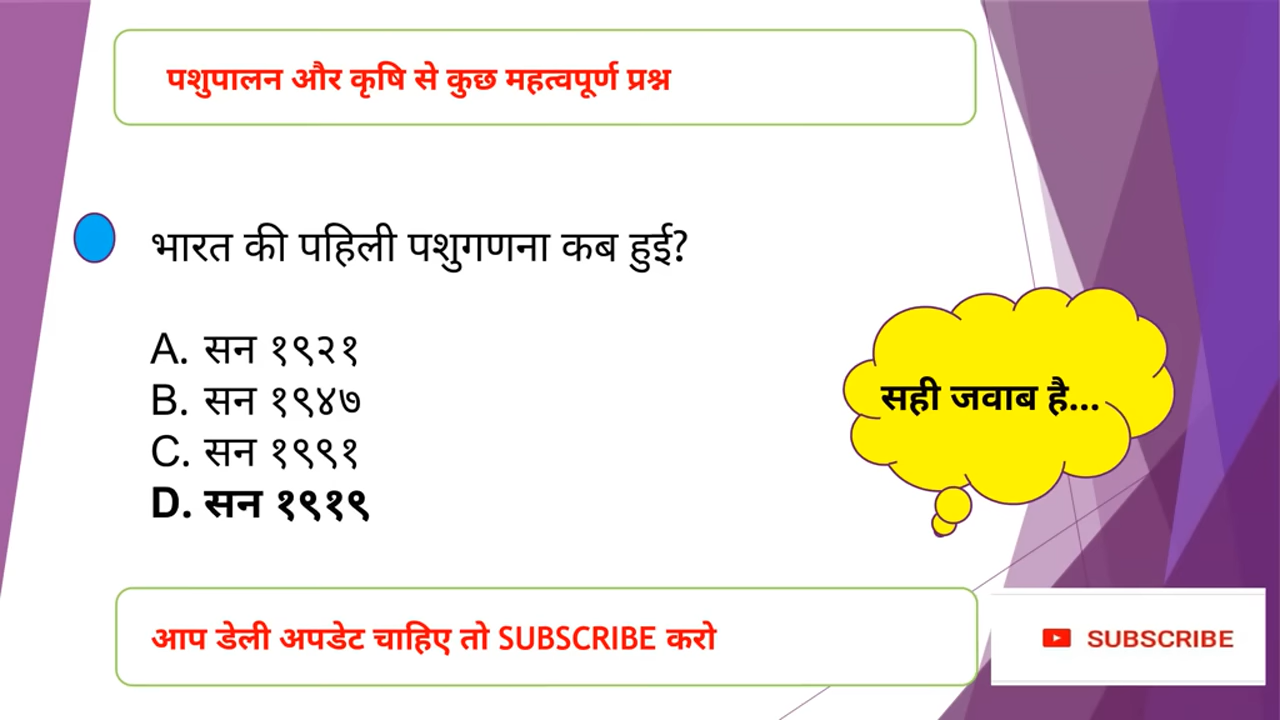 पशुपालन और कृषि से कुछ महत्वपूर्ण प्रश्न
भारत की पहिली पशुगणना कब हुई?
A. सन १९२१
B. सन १९४७
C. सन १९९१
D. सन १९१९
सही जवाब है...
आप डेली अपडेट चाहिए तो SUBSCRIBE करो
SUBSCRIBE